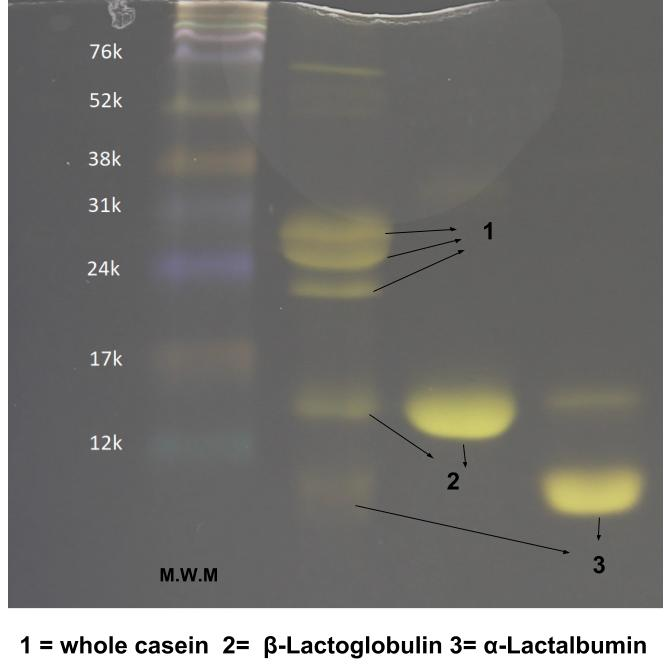 76k
52k
38k
31k
1
24k
17k
12k
2
3
M.W.M
1 = whole casein 2= β-Lactoglobulin 3= α-Lactalbumin